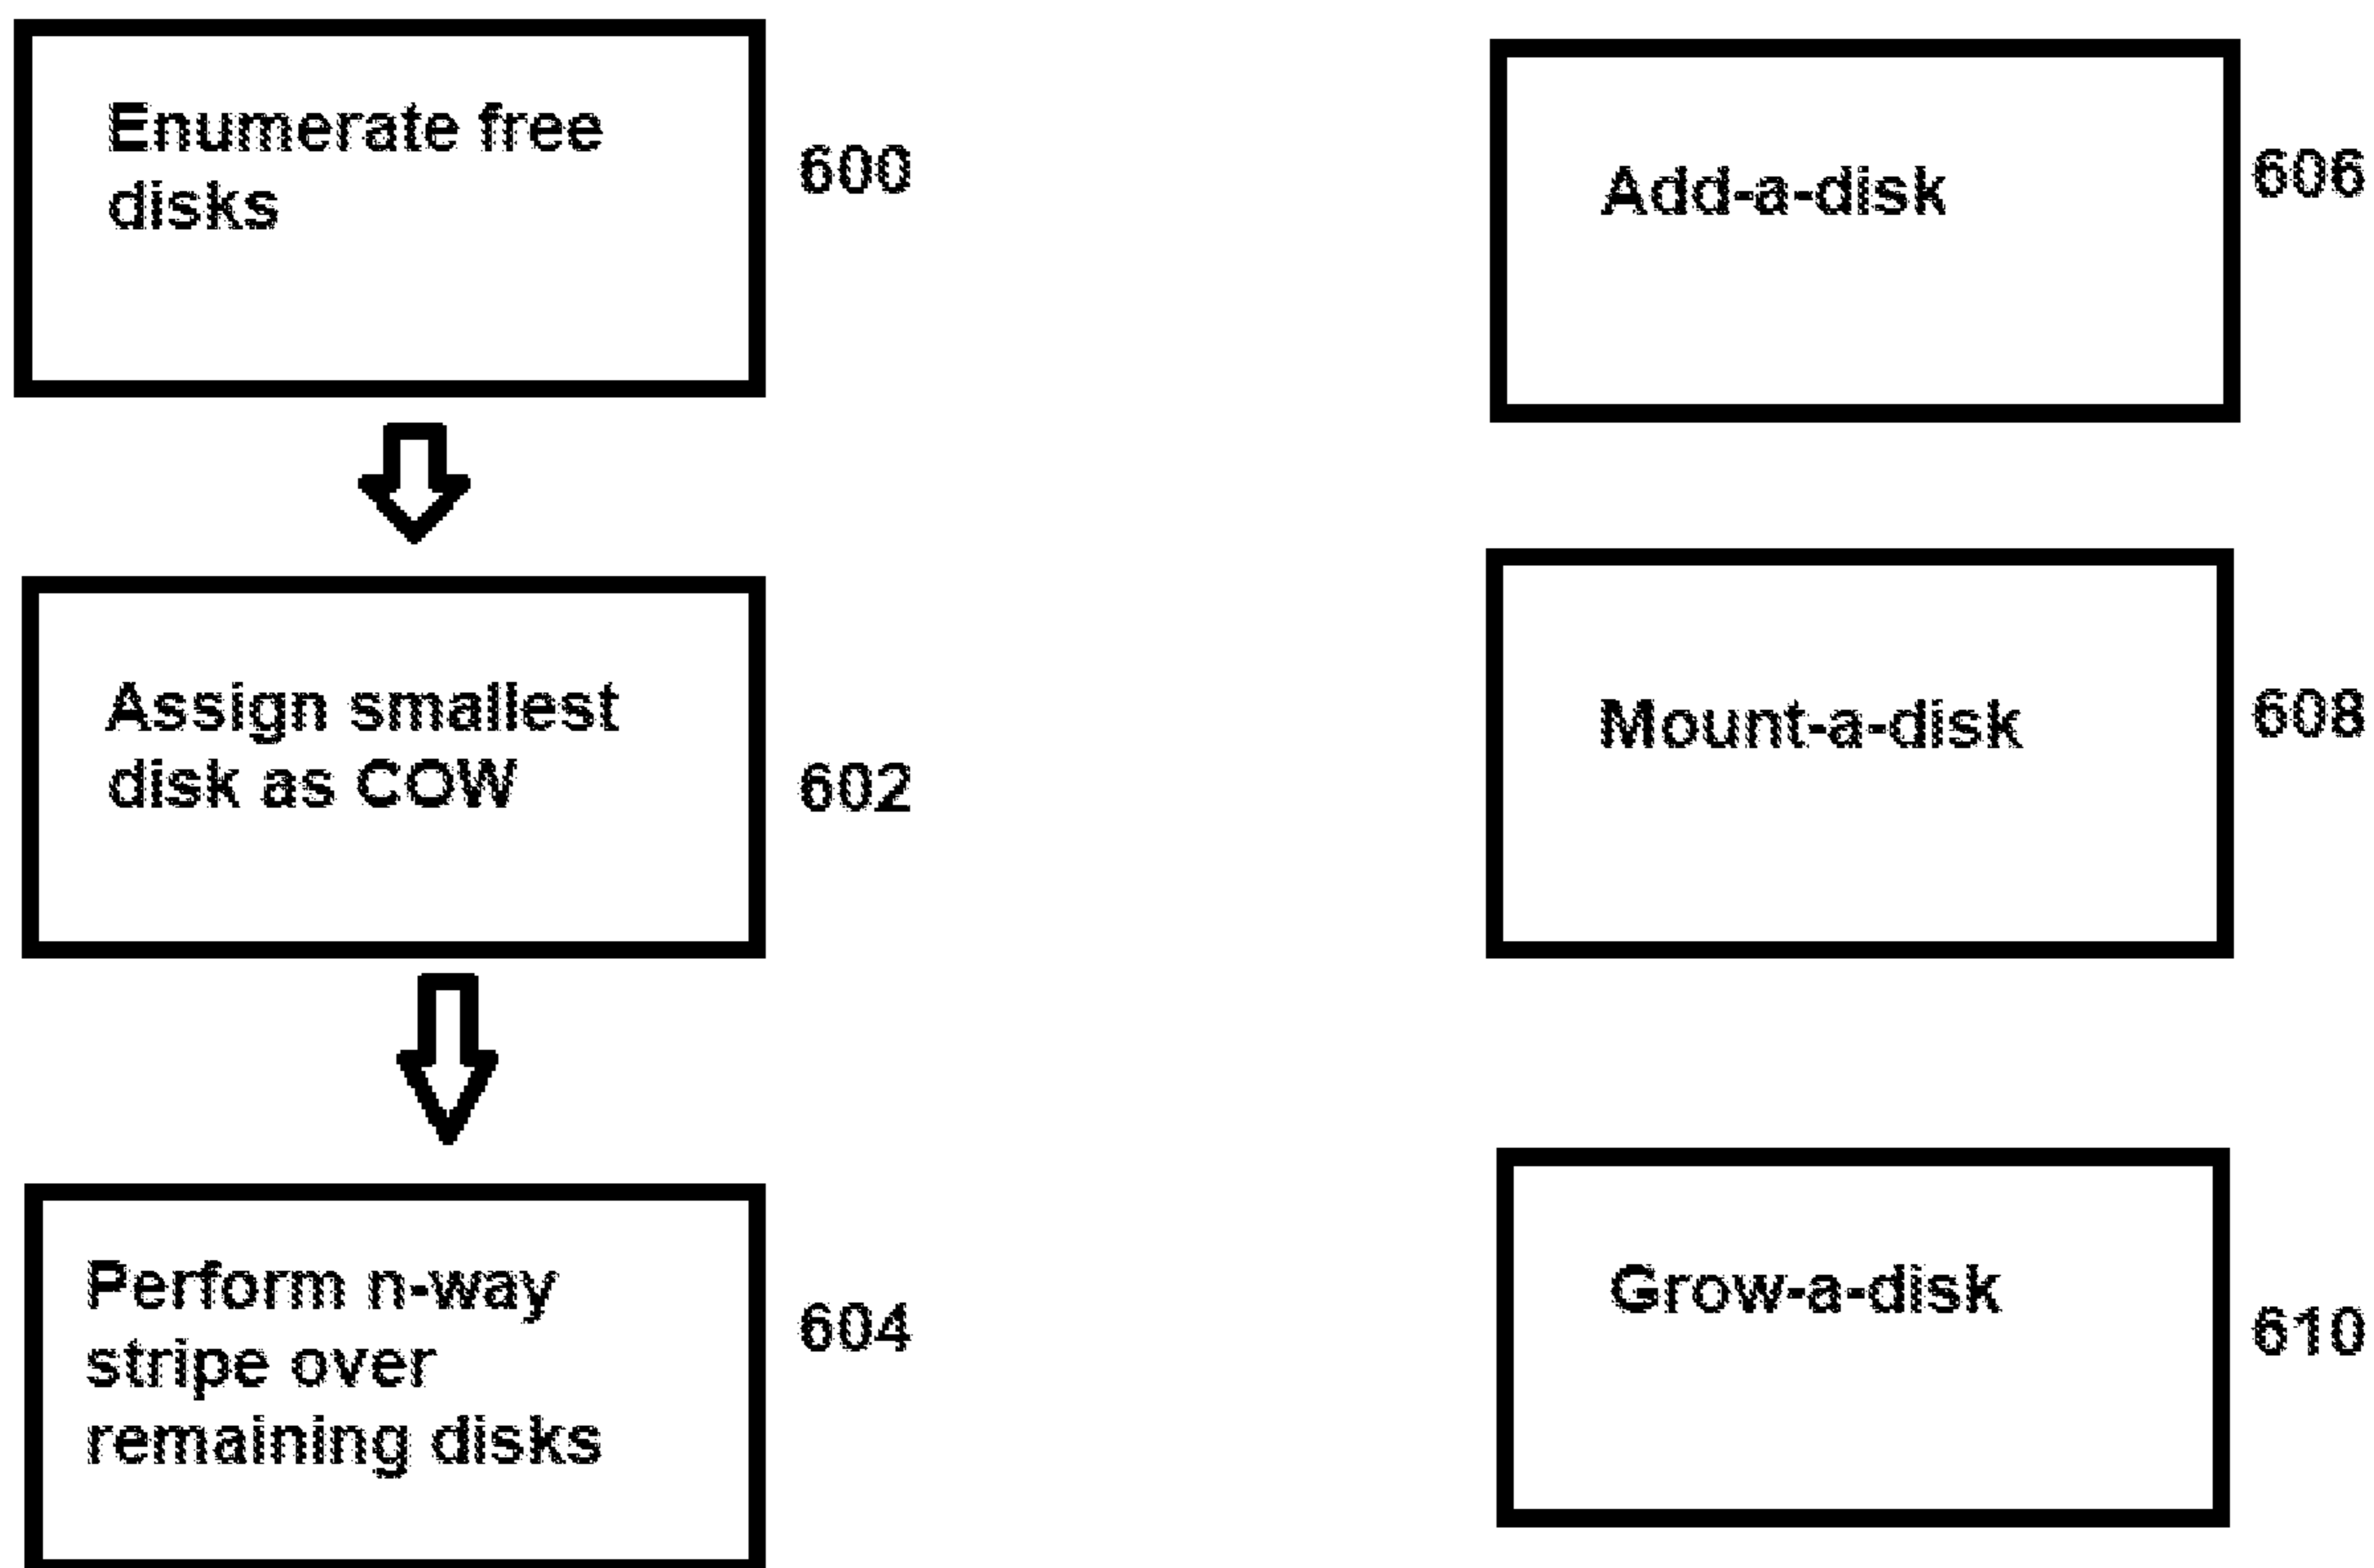 Enumerate free
disks
600
Assign smallest
disk as COW
602
Perform n-way
stripe over
remaining disks
604
Add-a-disk
606
Mount-a-disk
608
Grow-a-disk
610